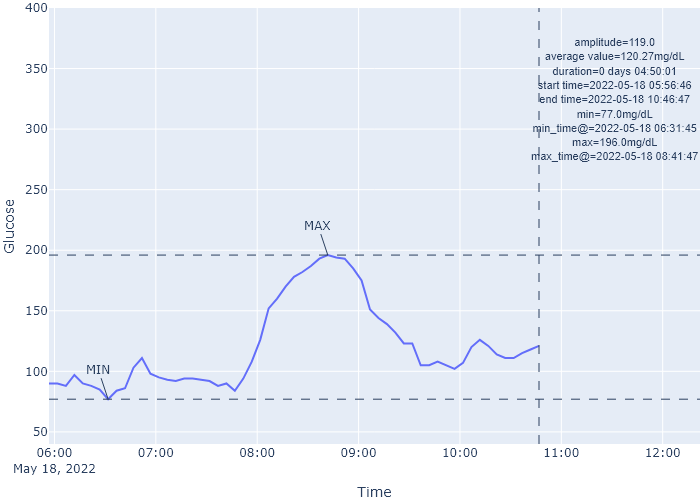 400
amplitude=119.0
average value=120.27mg/dL
350
duration=0 days 04:50:01
start time=2022-05-18 05:56:46
end time=2022-05-18 10:46:47
300
min=77.0mg/dL
min_time@=2022-05-18 06:31:45
max=196.0mg/dL
max_time@=2022-05-18 08:41:47
250
Glucose
MAX
200
150
MIN
100
50
06:00 07:00 08:00 09:00 10:00 11:00 12:00
May 18, 2022
Time